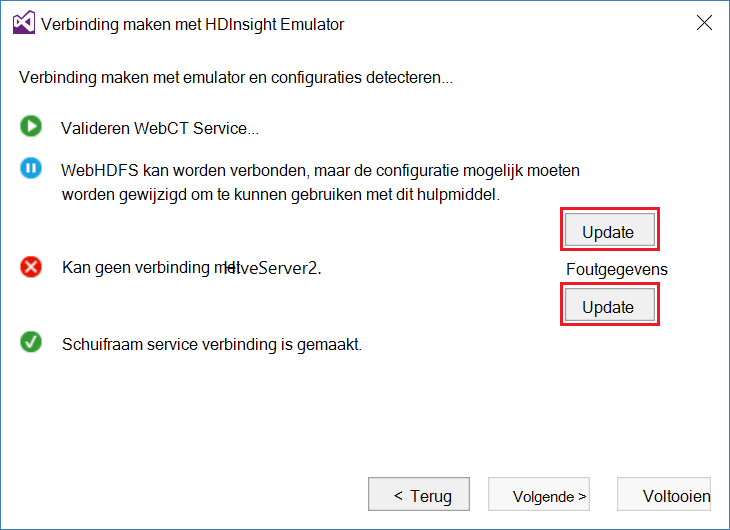 Verbinding maken met HDInsight Emulator
Verbinding maken met emulator en configuraties detecteren...
Valideren WebCT Service...
WebHDFS kan worden verbonden, maar de configuratie mogelijk moeten
worden gewijzigd om te kunnen gebruiken met dit hulpmiddel.
Update
Kan geen verbinding met HiveServer2.
Foutgegevens
Update
Schuifraam service verbinding is gemaakt.
< Terug
Volgende >
Voltooien